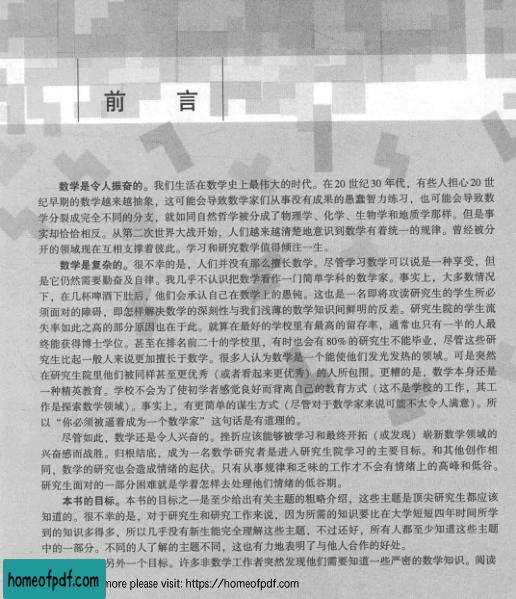 前 言
数学是令人振奋的。我们生活在数学史上最伟大的时代。在20世纪30年代，有些人担心20世
纪早期的数学越来越抽象，这可能会导致数学家们从事没有成果的愚蠢智力练习，也可能会导致数
学分裂成完全不同的分支，就如同自然哲学被分成了物理学、化学、生物学和地质学那样。但是事
实却恰恰相反。从第二次世界大战开始，人们越来越清楚地意识到数学有着统一的规律。曾经被分
开的领域现在互相支撑着彼此。学习和研究数学值得倾注一生。
数学是复杂的。很不幸的是，人们并没有那么擅长数学。尽管学习数学可以说是一种享受，但
是它仍然需要勤奋及自律。我几乎不认识把数学看作一门简单学科的数学家。事实上，大多数情况
下，在几杯啤酒下肚后，他们会承认自己在数学上的愚钝。这也是一名即将攻读研究生的学生所必
须面对的障碍，即怎样解决数学的深刻性与我们浅薄的数学知识间鲜明的反差。研究生院的学生流
失率如此之高的部分原因也在于此。就算在最好的学校里有最高的留存率，通常也只有一半的人最
终能获得博士学位。甚至在排名前二十的学校里，有时也会有80%的研究生不能毕业，尽管这些研
究生比起一般人来说更加擅长于数学。很多人认为数学是一个能使他们发光发热的领域。可是突然
在研究生院里他们被同样甚至更优秀（或者看起来更优秀）的人所包围。更糟的是，数学本身还是
一种精英教育。学校不会为了使初学者感觉良好而背离自己的教育方式（这不是学校的工作，其工
作是探索数学领域）。事实上，有更简单的谋生方式（尽管对于数学家来说可能不太令人满意）。所
以“你必须被逼着成为一个数学家”这句话是有道理的。
尽管如此，数学还是令人兴奋的。挫折应该能够被学习和最终开拓（或发现）崭新数学领域的
兴奋感而战胜。归根结底，成为一名数学研究者是进入研究生院学习的主要目标。和其他创作相
同，数学的研究也会造成情绪的起伏。只有从事规律和乏味的工作才不会有情绪上的高峰和低谷。
研究生面对的一部分困难就是学着怎样去处理他们情绪的低谷期。
本书的目标。本书的目标之一是至少给出有关主题的粗略介绍，这些主题是顶尖研究生都应该
知道的。很不幸的是，对于研究生和研究工作来说，因为所需的知识要比在大学短短四年时间所学
到的知识多得多，所以几乎没有新生能完全理解这些主题，不过还好，所有人都至少知道这些主题
中的一部分。不同的人了解的主题不同，这也有力地表明了与他人合作的好处。
另外一个目标。许多非数学工作者突然发现他们需要知道一些严密的数学知识。阅读
homeofpdf.com
more please visit: https://homeofpdf.com